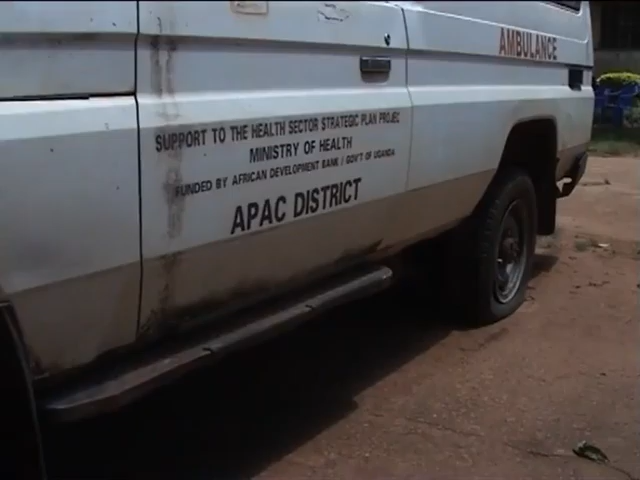 AMBULANCE
SUPPORT TO THE HEALTH SECTOR STRATEGIC PLAN PROJEC
MINISTRY OF HEALTH
FUNDED BY AFRICAN DEVELOPMENT BANK / GOV'T OF UGANDA
APAC DISTRICT